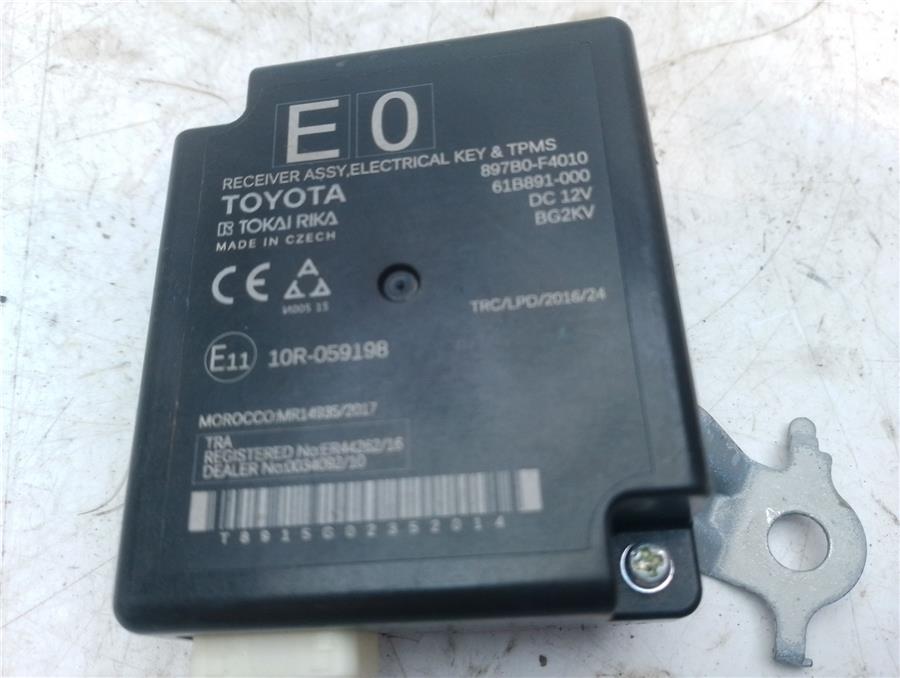 E 0
RECEIVER ASSY,ELECTRICAL KEY & TPMS
897B0-F4010
TOYOTA
61B891-000
TOKAI RIKA
DC 12V
MADE IN CZECH
BG2KV
CE
TRC/LPD/2016/24
И005 15
E11 10R-059198
MOROCCO:MR14935/2017
TRA
REGISTERED No:ER44262/16
DEALER No:0034092/10